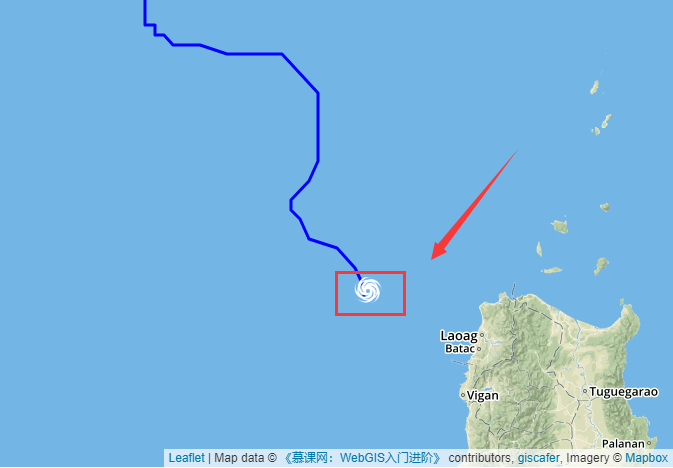 Laoag
Batac
Vigan
Tuguegarao
Palanan
Leaflet | Map data © 《慕课网：WebGIS入门进阶》 contributors, giscafer, Imagery © Mapbox